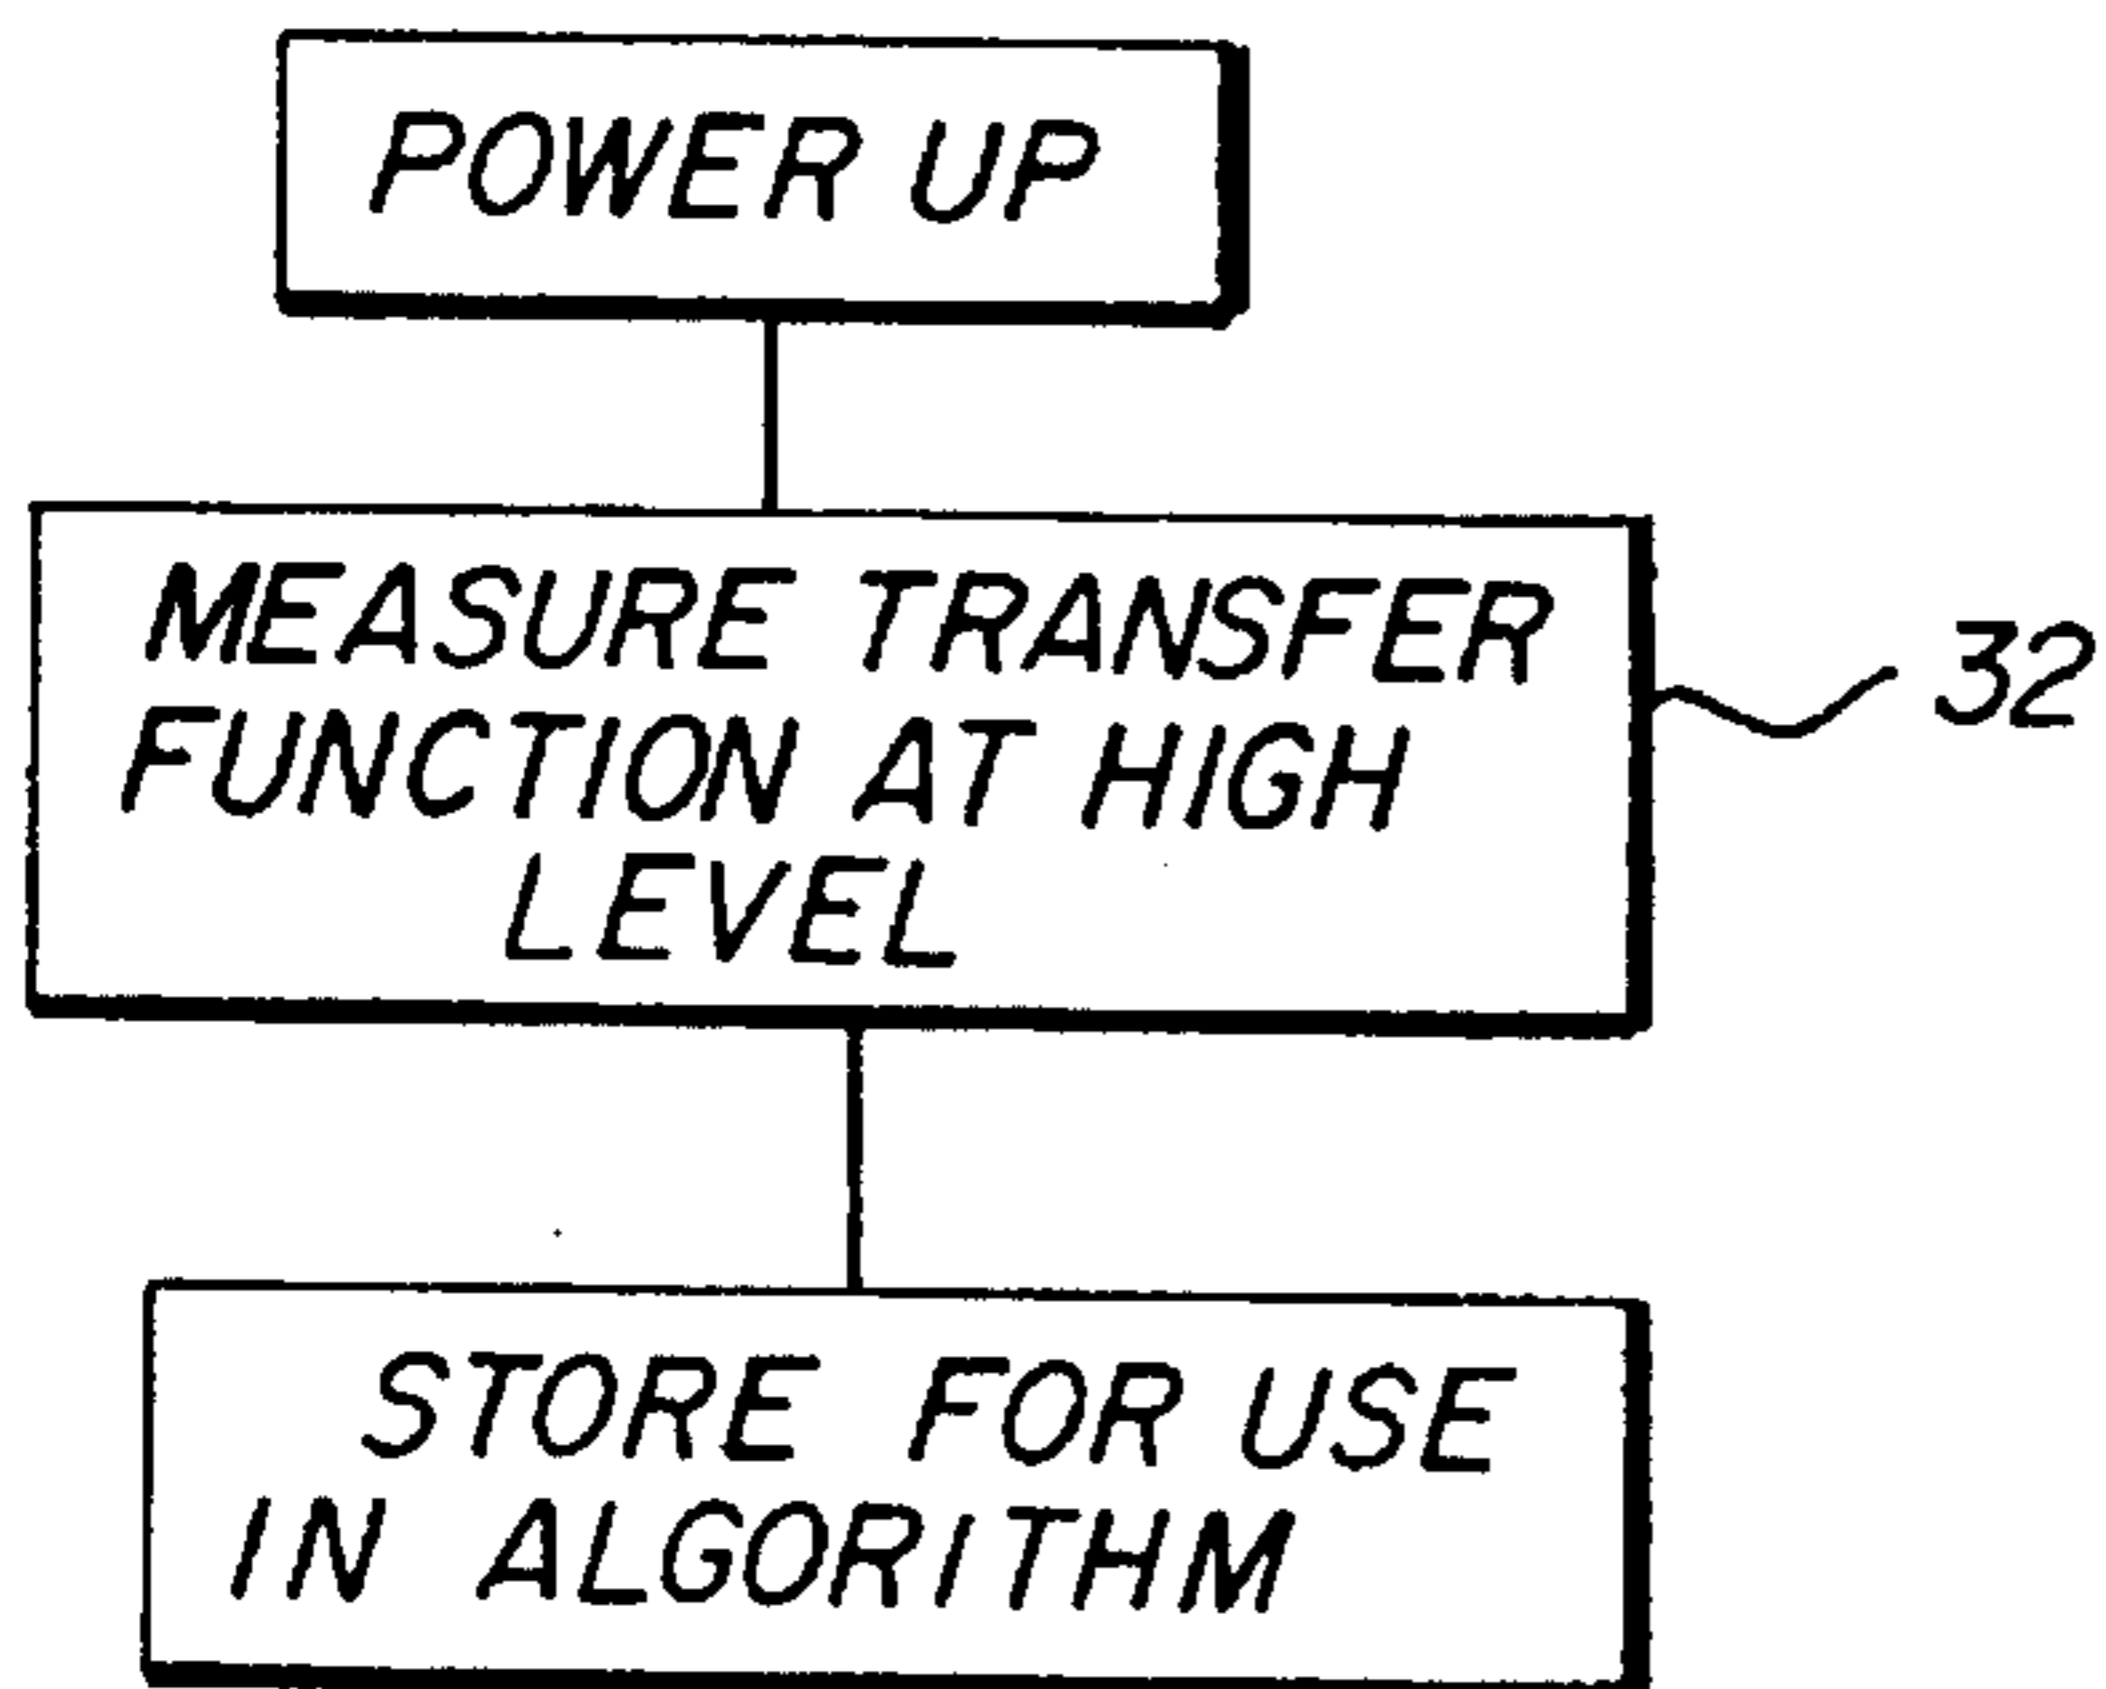 POWER UP
MEASURE TRANSFER
FUNCTION AT HIGH
LEVEL
32
STORE FOR USE
IN ALGORITHM